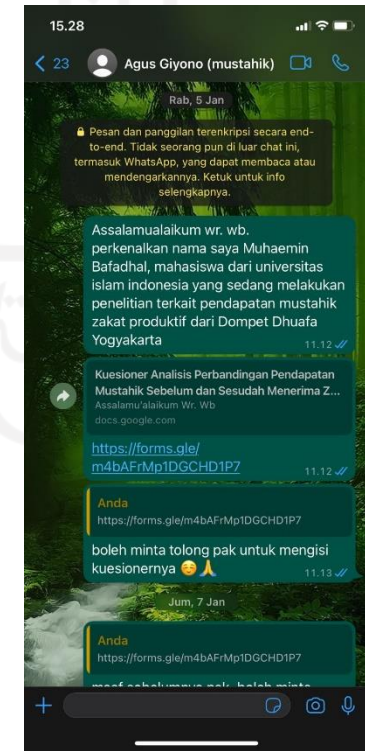 15.28
23
Agus Giyono (mustahik)
Rab, 5 Jan
Pesan dan panggilan terenkripsi secara end-
to-end. Tidak seorang pun di luar chat ini,
termasuk WhatsApp, yang dapat membaca atau
mendengarkannya. Ketuk untuk info
selengkapnya.
Assalamualaikum wr. wb.
perkenalkan nama saya Muhaemin
Bafadhal, mahasiswa dari universitas
islam indonesia yang sedang melakukan
penelitian terkait pendapatan mustahik
zakat produktif dari Dompet Dhuafa
Yogyakarta
11.12
Kuesioner Analisis Perbandingan Pendapatan
Mustahik Sebelum dan Sesudah Menerima Z...
Assalamu'alaikum Wr. Wb
docs.google.com
https://forms.gle/
m4bAFrMp1DGCHD1P7
11.12
Anda
https://forms.gle/m4bAFrMp1DGCHD1P7
boleh minta tolong pak untuk mengisi
kuesionernya ☺️🙏
11.13
Jum, 7 Jan
Anda
https://forms.gle/m4bAFrMp1DGCHD1P7
maaf sebelumnya pak, boleh minta